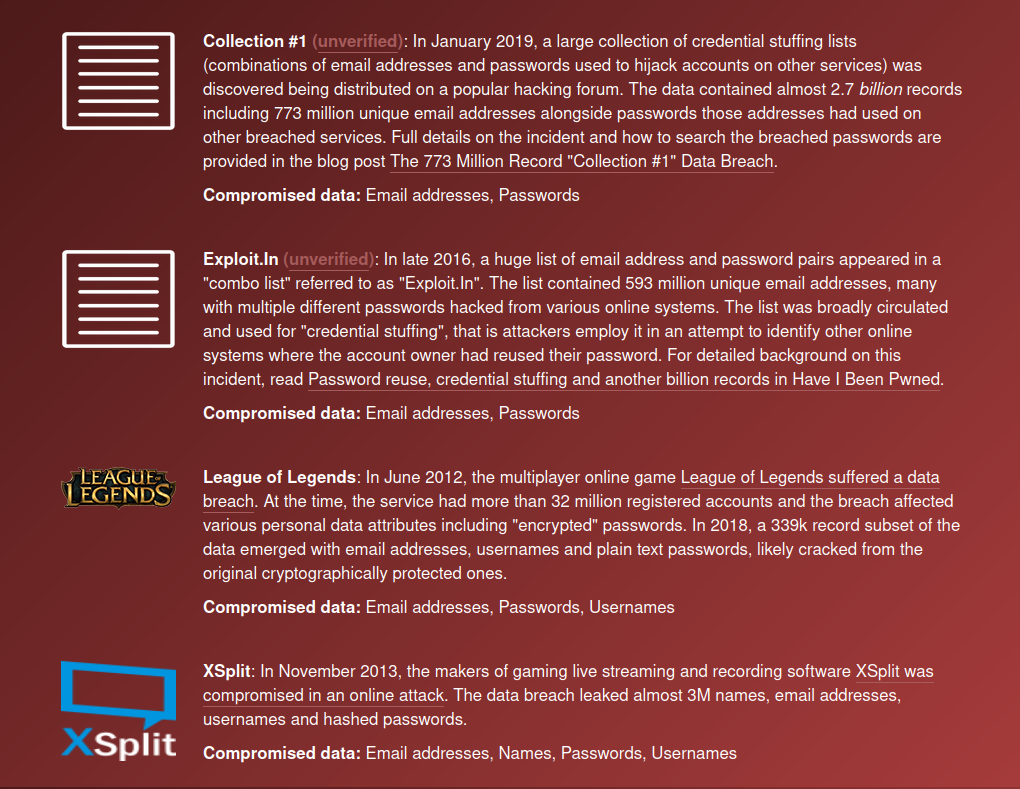 Collection #1 (unverified): In January 2019, a large collection of credential stuffing lists
(combinations of email addresses and passwords used to hijack accounts on other services) was
discovered being distributed on a popular hacking forum. The data contained almost 2.7 billion records
including 773 million unique email addresses alongside passwords those addresses had used on
other breached services. Full details on the incident and how to search the breached passwords are
provided in the blog post The 773 Million Record "Collection #1" Data Breach.
Compromised data: Email addresses, Passwords
Exploit.In (unverified): In late 2016, a huge list of email address and password pairs appeared in a
"combo list" referred to as "Exploit.In". The list contained 593 million unique email addresses, many
with multiple different passwords hacked from various online systems. The list was broadly circulated
and used for "credential stuffing", that is attackers employ it in an attempt to identify other online
systems where the account owner had reused their password. For detailed background on this
incident, read Password reuse, credential stuffing and another billion records in Have I Been Pwned.
Compromised data: Email addresses, Passwords
LEAGUE OF LEGENDS
League of Legends: In June 2012, the multiplayer online game League of Legends suffered a data
breach. At the time, the service had more than 32 million registered accounts and the breach affected
various personal data attributes including "encrypted" passwords. In 2018, a 339k record subset of the
data emerged with email addresses, usernames and plain text passwords, likely cracked from the
original cryptographically protected ones.
Compromised data: Email addresses, Passwords, Usernames
XSplit
XSplit: In November 2013, the makers of gaming live streaming and recording software XSplit was
compromised in an online attack. The data breach leaked almost 3M names, email addresses,
usernames and hashed passwords.
Compromised data: Email addresses, Names, Passwords, Usernames